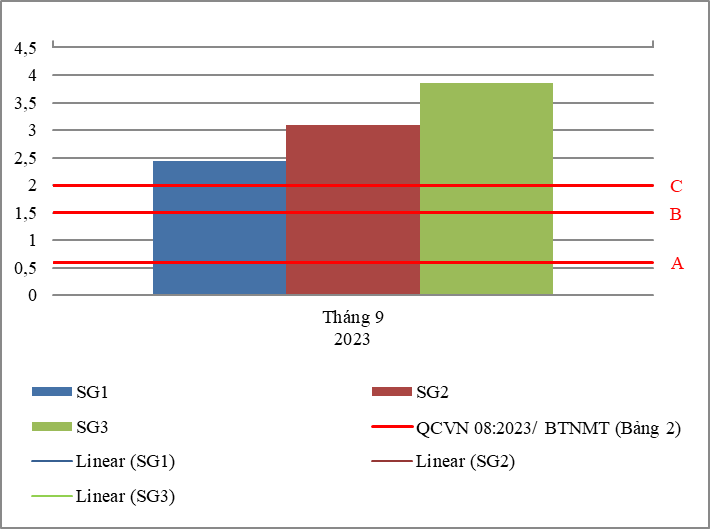 4,5
4
3,5
3
2,5
2
1,5
1
0,5
0
C
B
A
Tháng 9
2023
SG1
SG2
SG3
QCVN 08:2023/ BTNMT (Bảng 2)
Linear (SG1)
Linear (SG2)
Linear (SG3)